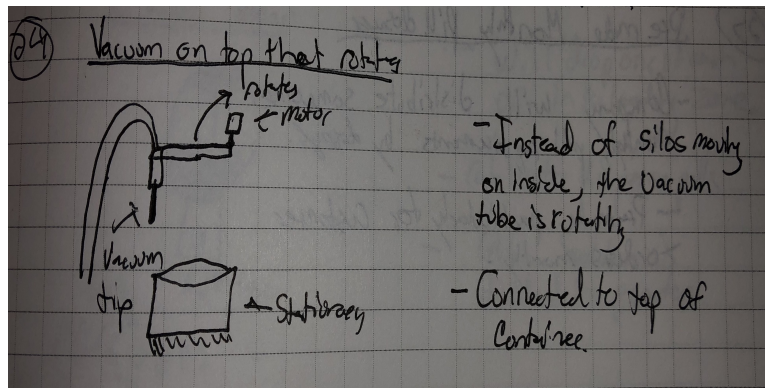 24
Vacuum on top that rotates
rotates
motor
- Instead of Silos moving
on inside, the vacuum
tube is rotating
Vacuum
tip
Stationary
- Connected to top of
Container